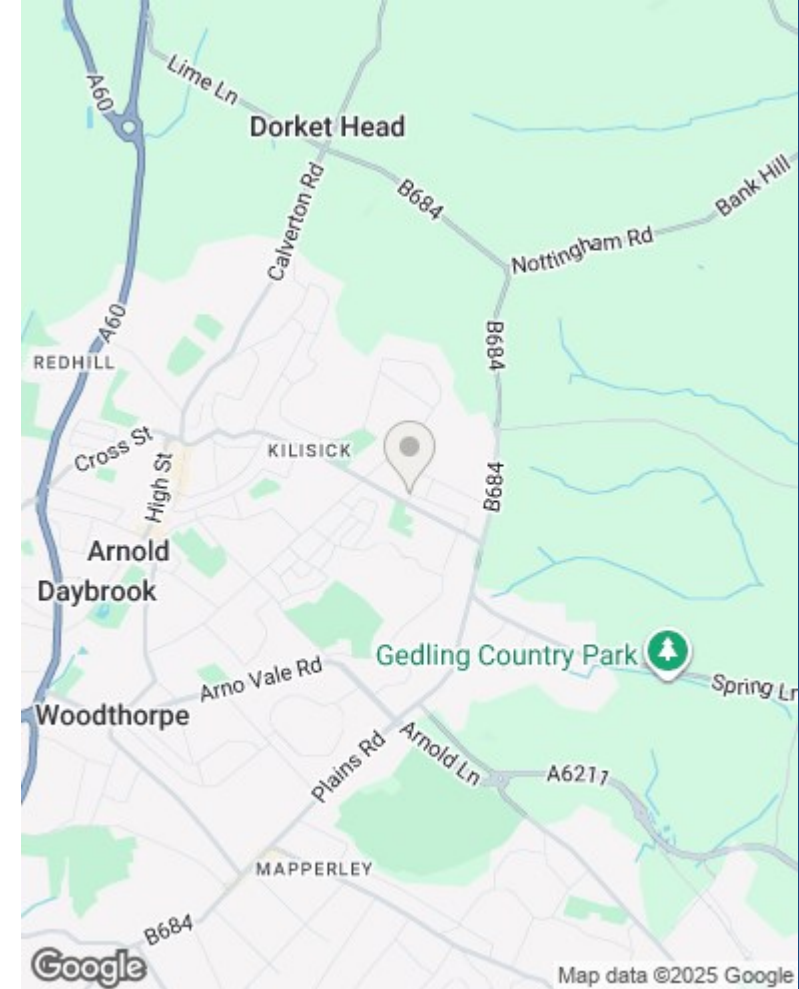 A60
Lime Ln
Dorket Head
B684
Bank Hill
Calverton Rd
Nottingham Rd
A60
B684
REDHILL
Cross St
KILISICK
High St
B684
Arnold
Daybrook
Gedling Country Park
Arno Vale Rd
Spring Ln
Woodthorpe
Plains Rd
Arnold Ln
A6211
MAPPERLEY
B684
Google
Map data ©2025 Google